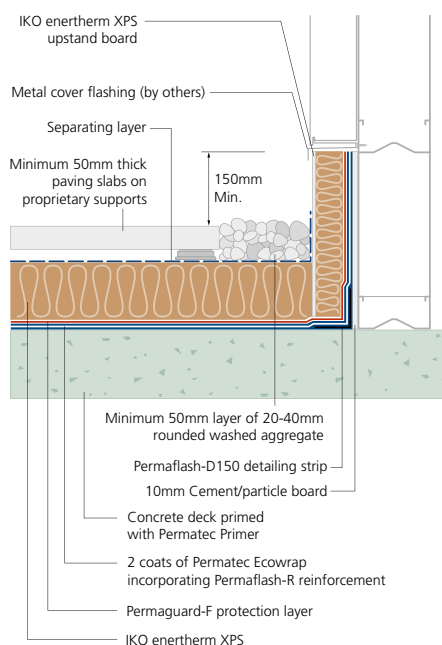 IKO enertherm XPS
upstand board
Metal cover flashing (by others)
Separating layer
Minimum 50mm thick
paving slabs on
proprietary supports
150mm
Min.
Minimum 50mm layer of 20-40mm
rounded washed aggregate
Permaflash-D150 detailing strip
10mm Cement/particle board
Concrete deck primed
with Permatec Primer
2 coats of Permatec Ecowrap
incorporating Permaflash-R reinforcement
Permaguard-F protection layer
IKO enertherm XPS